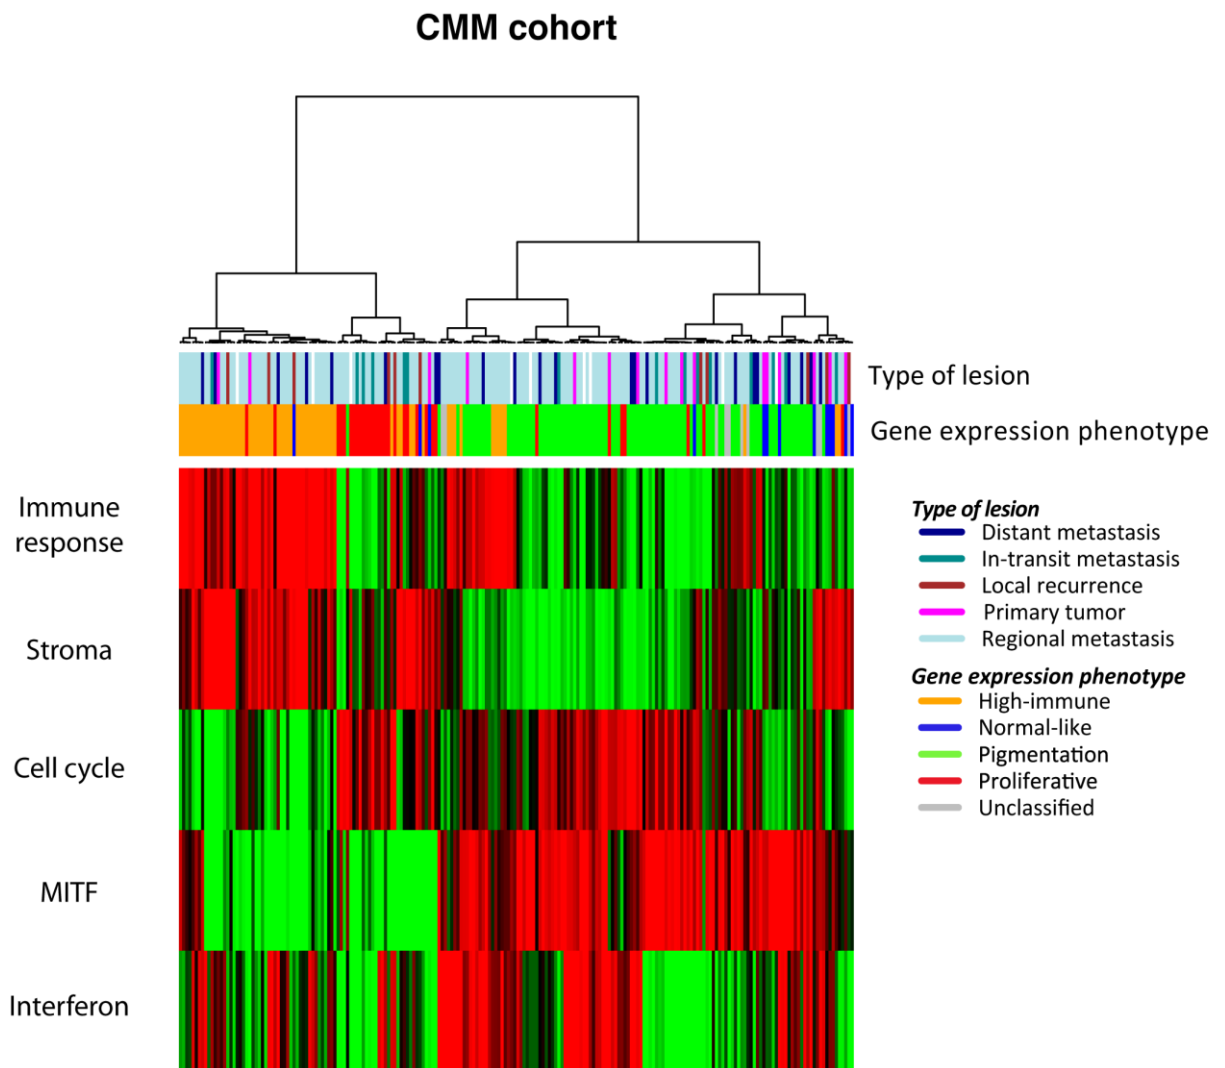 CMM cohort
Type of lesion
Gene expression phenotype
Immune
response
Stroma
Cell cycle
MITF
Interferon
Type of lesion
Distant metastasis
In-transit metastasis
Local recurrence
Primary tumor
Regional metastasis
Gene expression phenotype
High-immune
Normal-like
Pigmentation
Proliferative
Unclassified